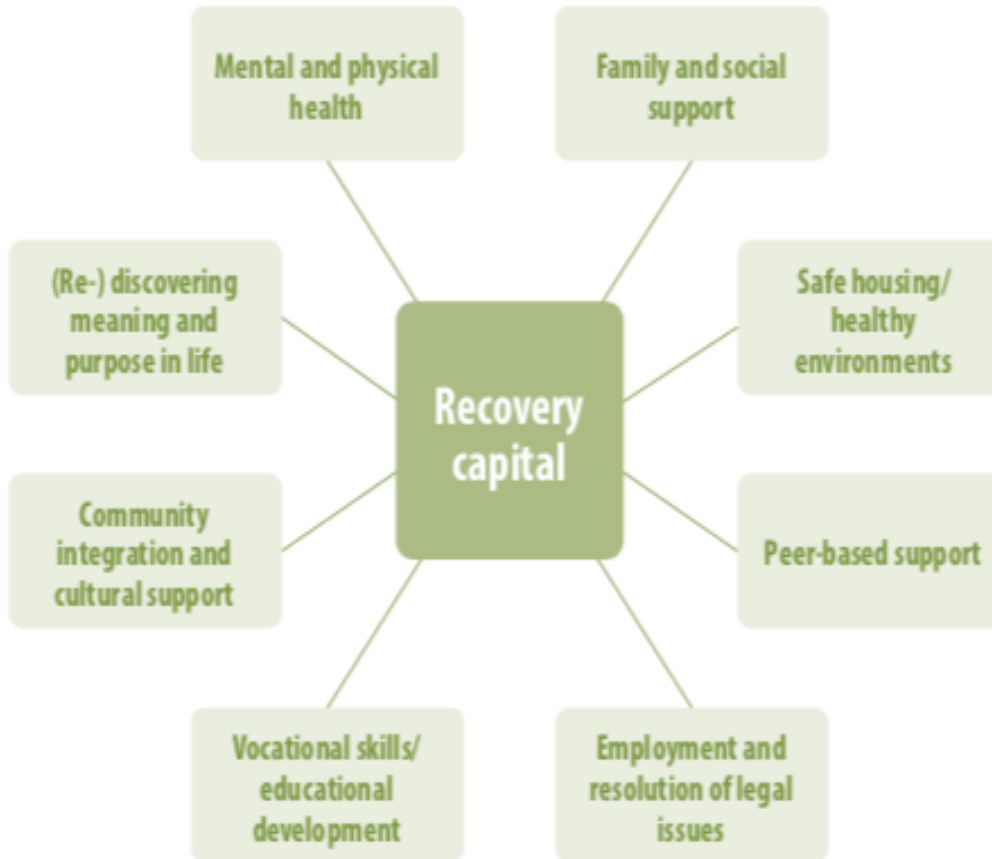 Mental and physical
health
Family and social
support
(Re-) discovering
meaning and
purpose in life
Safe housing/
healthy
environments
Recovery
capital
Community
integration and
cultural support
Peer-based support
Vocational skills/
educational
development
Employment and
resolution of legal
issues